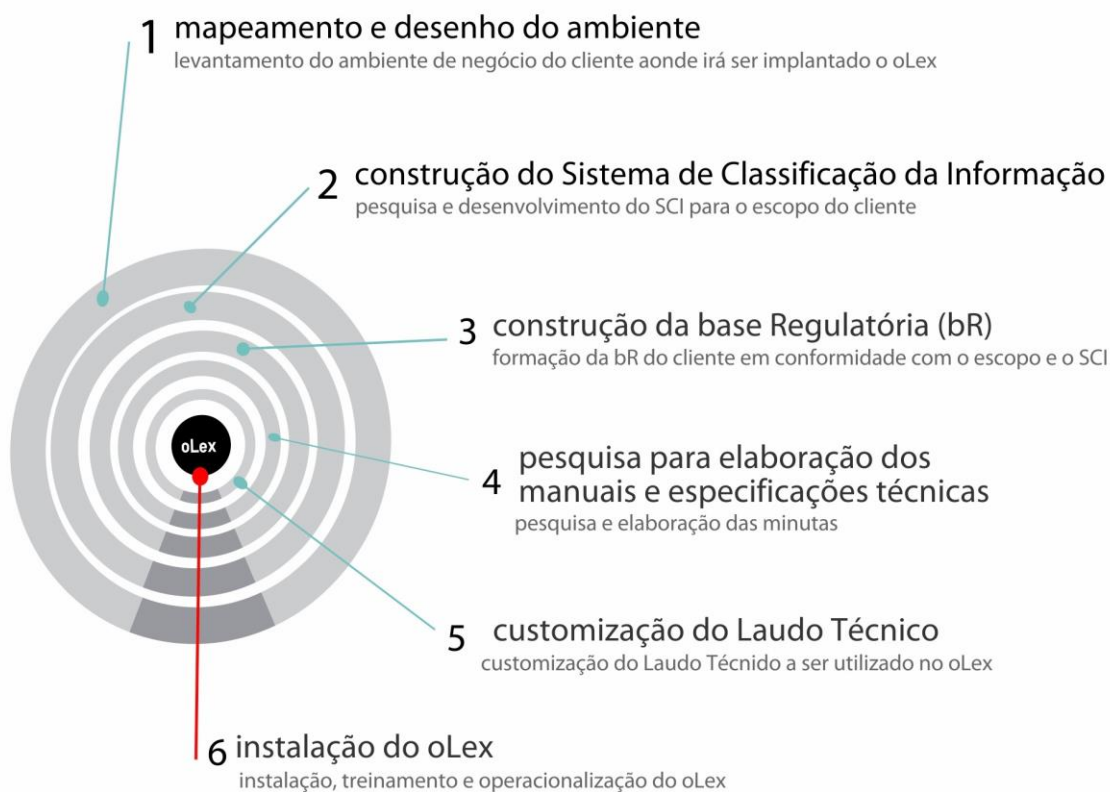 1 mapeamento e desenho do ambiente
levantamento do ambiente de negócio do cliente aonde irá ser implantado o oLex
2 construção do Sistema de Classificação da Informação
pesquisa e desenvolvimento do SCI para o escopo do cliente
3 construção da base Regulatória (bR)
formação da bR do cliente em conformidade com o escopo e o SCI
oLex
4 pesquisa para elaboração dos
manuais e especificações técnicas
pesquisa e elaboração das minutas
5 customização do Laudo Técnico
customização do Laudo Técnido a ser utilizado no oLex
6 instalação do oLex
instalação, treinamento e operacionalização do oLex